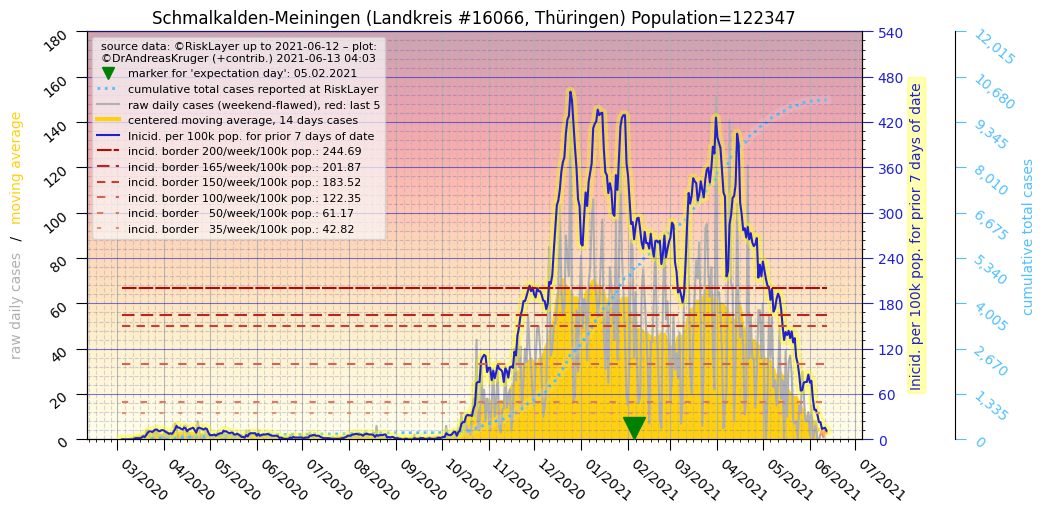 Schmalkalden-Meiningen (Landkreis #16066, Thüringen) Population=122347
source data: ©RiskLayer up to 2021-06-12 – plot:
©DrAndreasKruger (+contrib.) 2021-06-13 04:03
marker for 'expectation day': 05.02.2021
cumulative total cases reported at RiskLayer
raw daily cases (weekend-flawed), red: last 5
centered moving average, 14 days cases
Inicid. per 100k pop. for prior 7 days of date
incid. border 200/week/100k pop.: 244.69
incid. border 165/week/100k pop.: 201.87
incid. border 150/week/100k pop.: 183.52
incid. border 100/week/100k pop.: 122.35
incid. border 50/week/100k pop.: 61.17
incid. border 35/week/100k pop.: 42.82
raw daily cases / moving average
180
160
140
120
100
80
60
40
20
0
03/2020
04/2020
05/2020
06/2020
07/2020
08/2020
09/2020
10/2020
11/2020
12/2020
01/2021
02/2021
03/2021
04/2021
05/2021
06/2021
07/2021
540
480
420
360
300
240
180
120
60
0
Inicid. per 100k pop. for prior 7 days of date
12,015
10,680
9,345
8,010
6,675
5,340
4,005
2,670
1,335
0
cumulative total cases